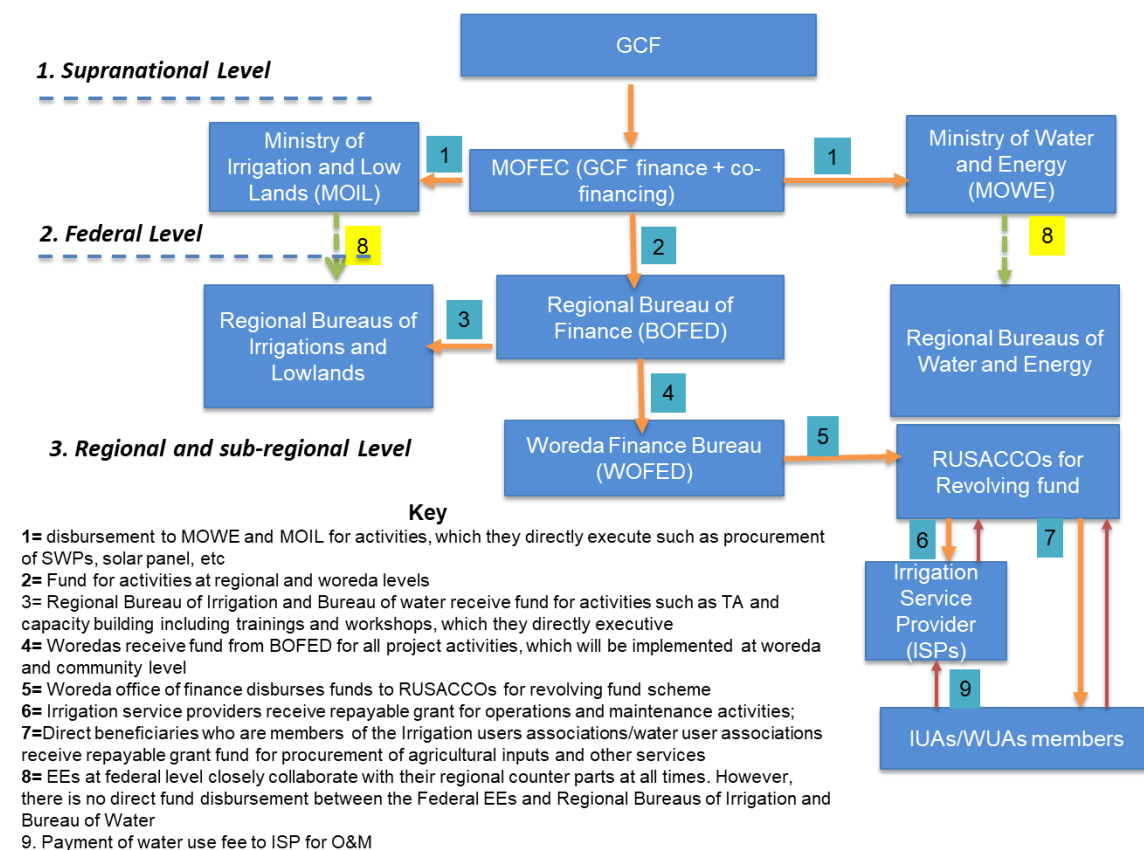 GCF
1. Supranational Level
Ministry of
Irrigation and Low
Lands (MOIL)
1
MOFEC (GCF finance + co-
financing)
1
Ministry of Water
and Energy
(MOWE)
2. Federal Level
8
2
8
Regional Bureaus of
Irrigations and
Lowlands
3
Regional Bureau of
Finance (BOFED)
Regional Bureaus of
Water and Energy
4
3. Regional and sub-regional Level
Woreda Finance Bureau
(WOFED)
5
RUSACCOs for
Revolving fund
6
7
Irrigation
Service
Provider
(ISPs)
9
IUAs/WUAs members
Key
1= disbursement to MOWE and MOIL for activities, which they directly execute such as procurement
of SWPs, solar panel, etc
2= Fund for activities at regional and woreda levels
3= Regional Bureau of Irrigation and Bureau of water receive fund for activities such as TA and
capacity building including trainings and workshops, which they directly executive
4= Woredas receive fund from BOFED for all project activities, which will be implemented at woreda
and community level
5= Woreda office of finance disburses funds to RUSACCOs for revolving fund scheme
6= Irrigation service providers receive repayable grant for operations and maintenance activities;
7=Direct beneficiaries who are members of the Irrigation users associations/water user associations
receive repayable grant fund for procurement of agricultural inputs and other services
8= EEs at federal level closely collaborate with their regional counter parts at all times. However,
there is no direct fund disbursement between the Federal EEs and Regional Bureaus of Irrigation and
Bureau of Water
9. Payment of water use fee to ISP for O&M